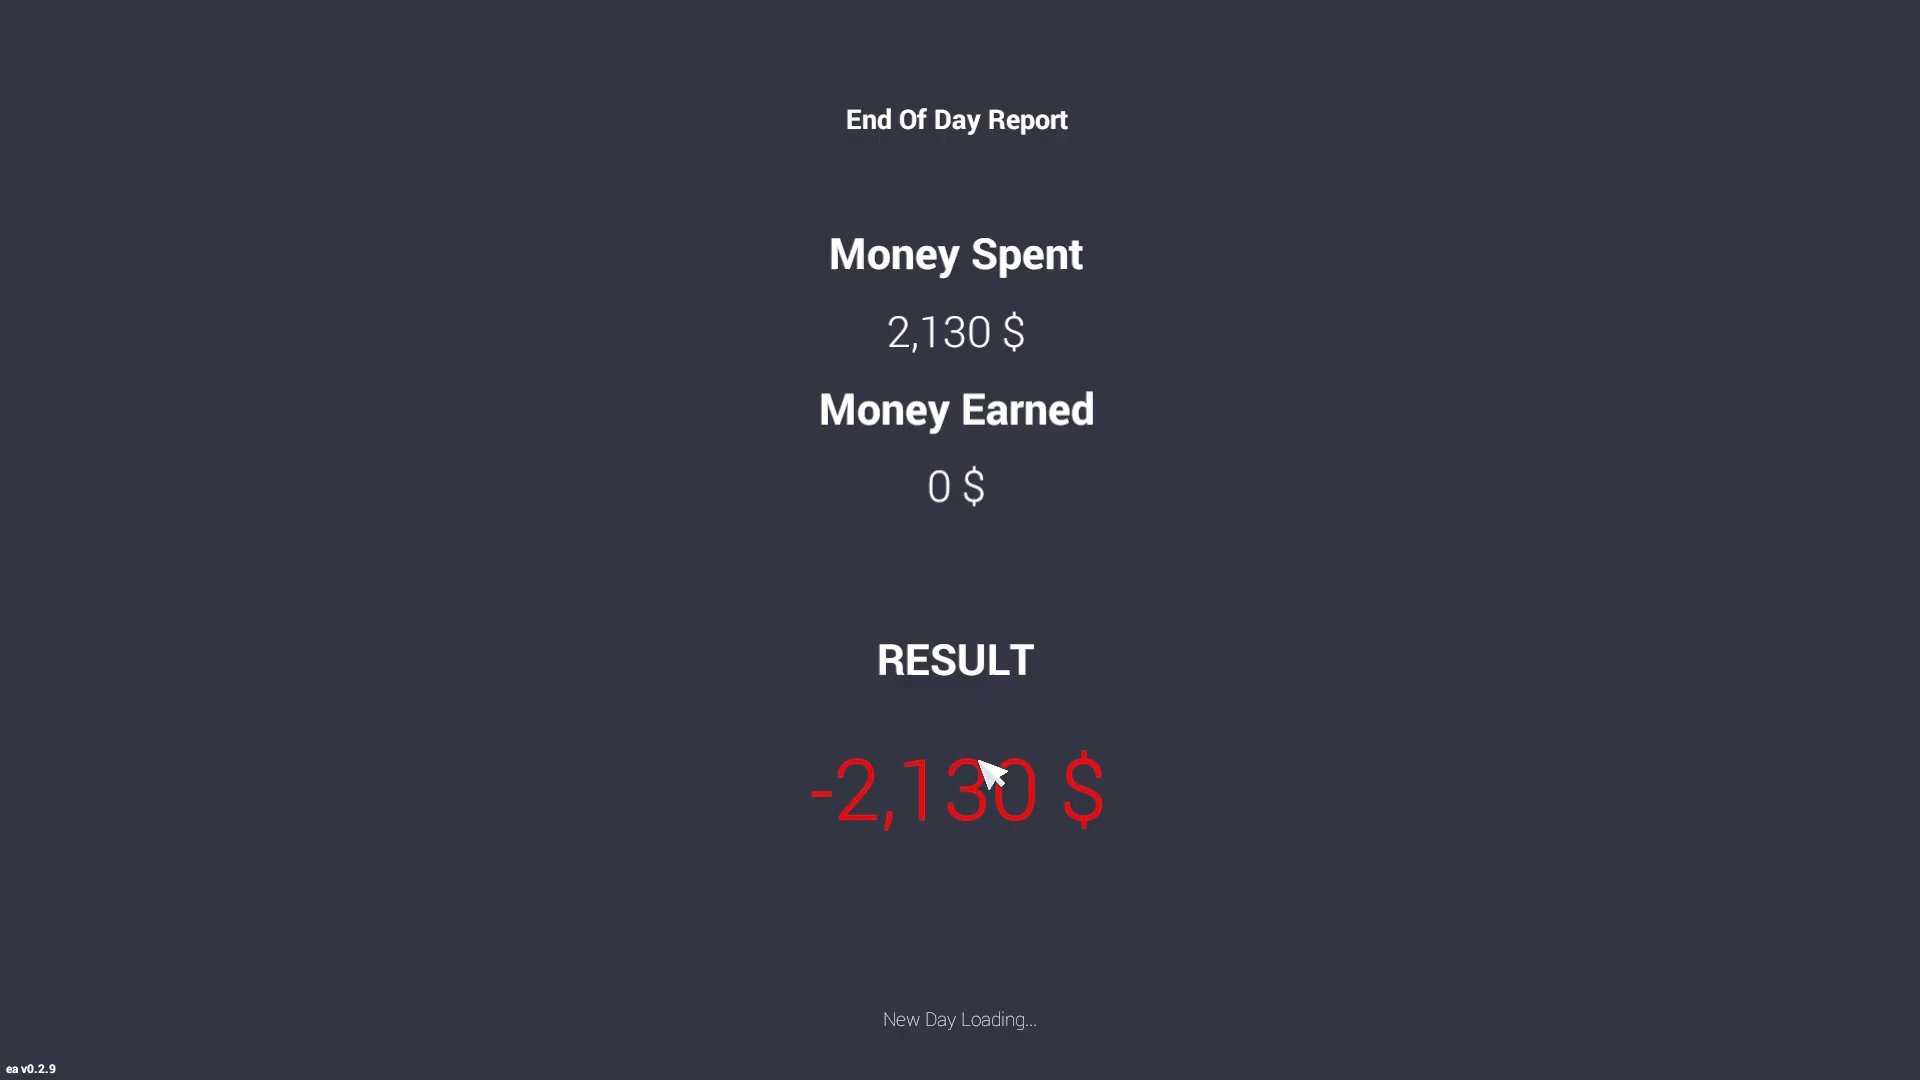 End Of Day Report
Money Spent
2,130 $
Money Earned
0 $
RESULT
-2,130 $
New Day Loading...
ea v0.2.9